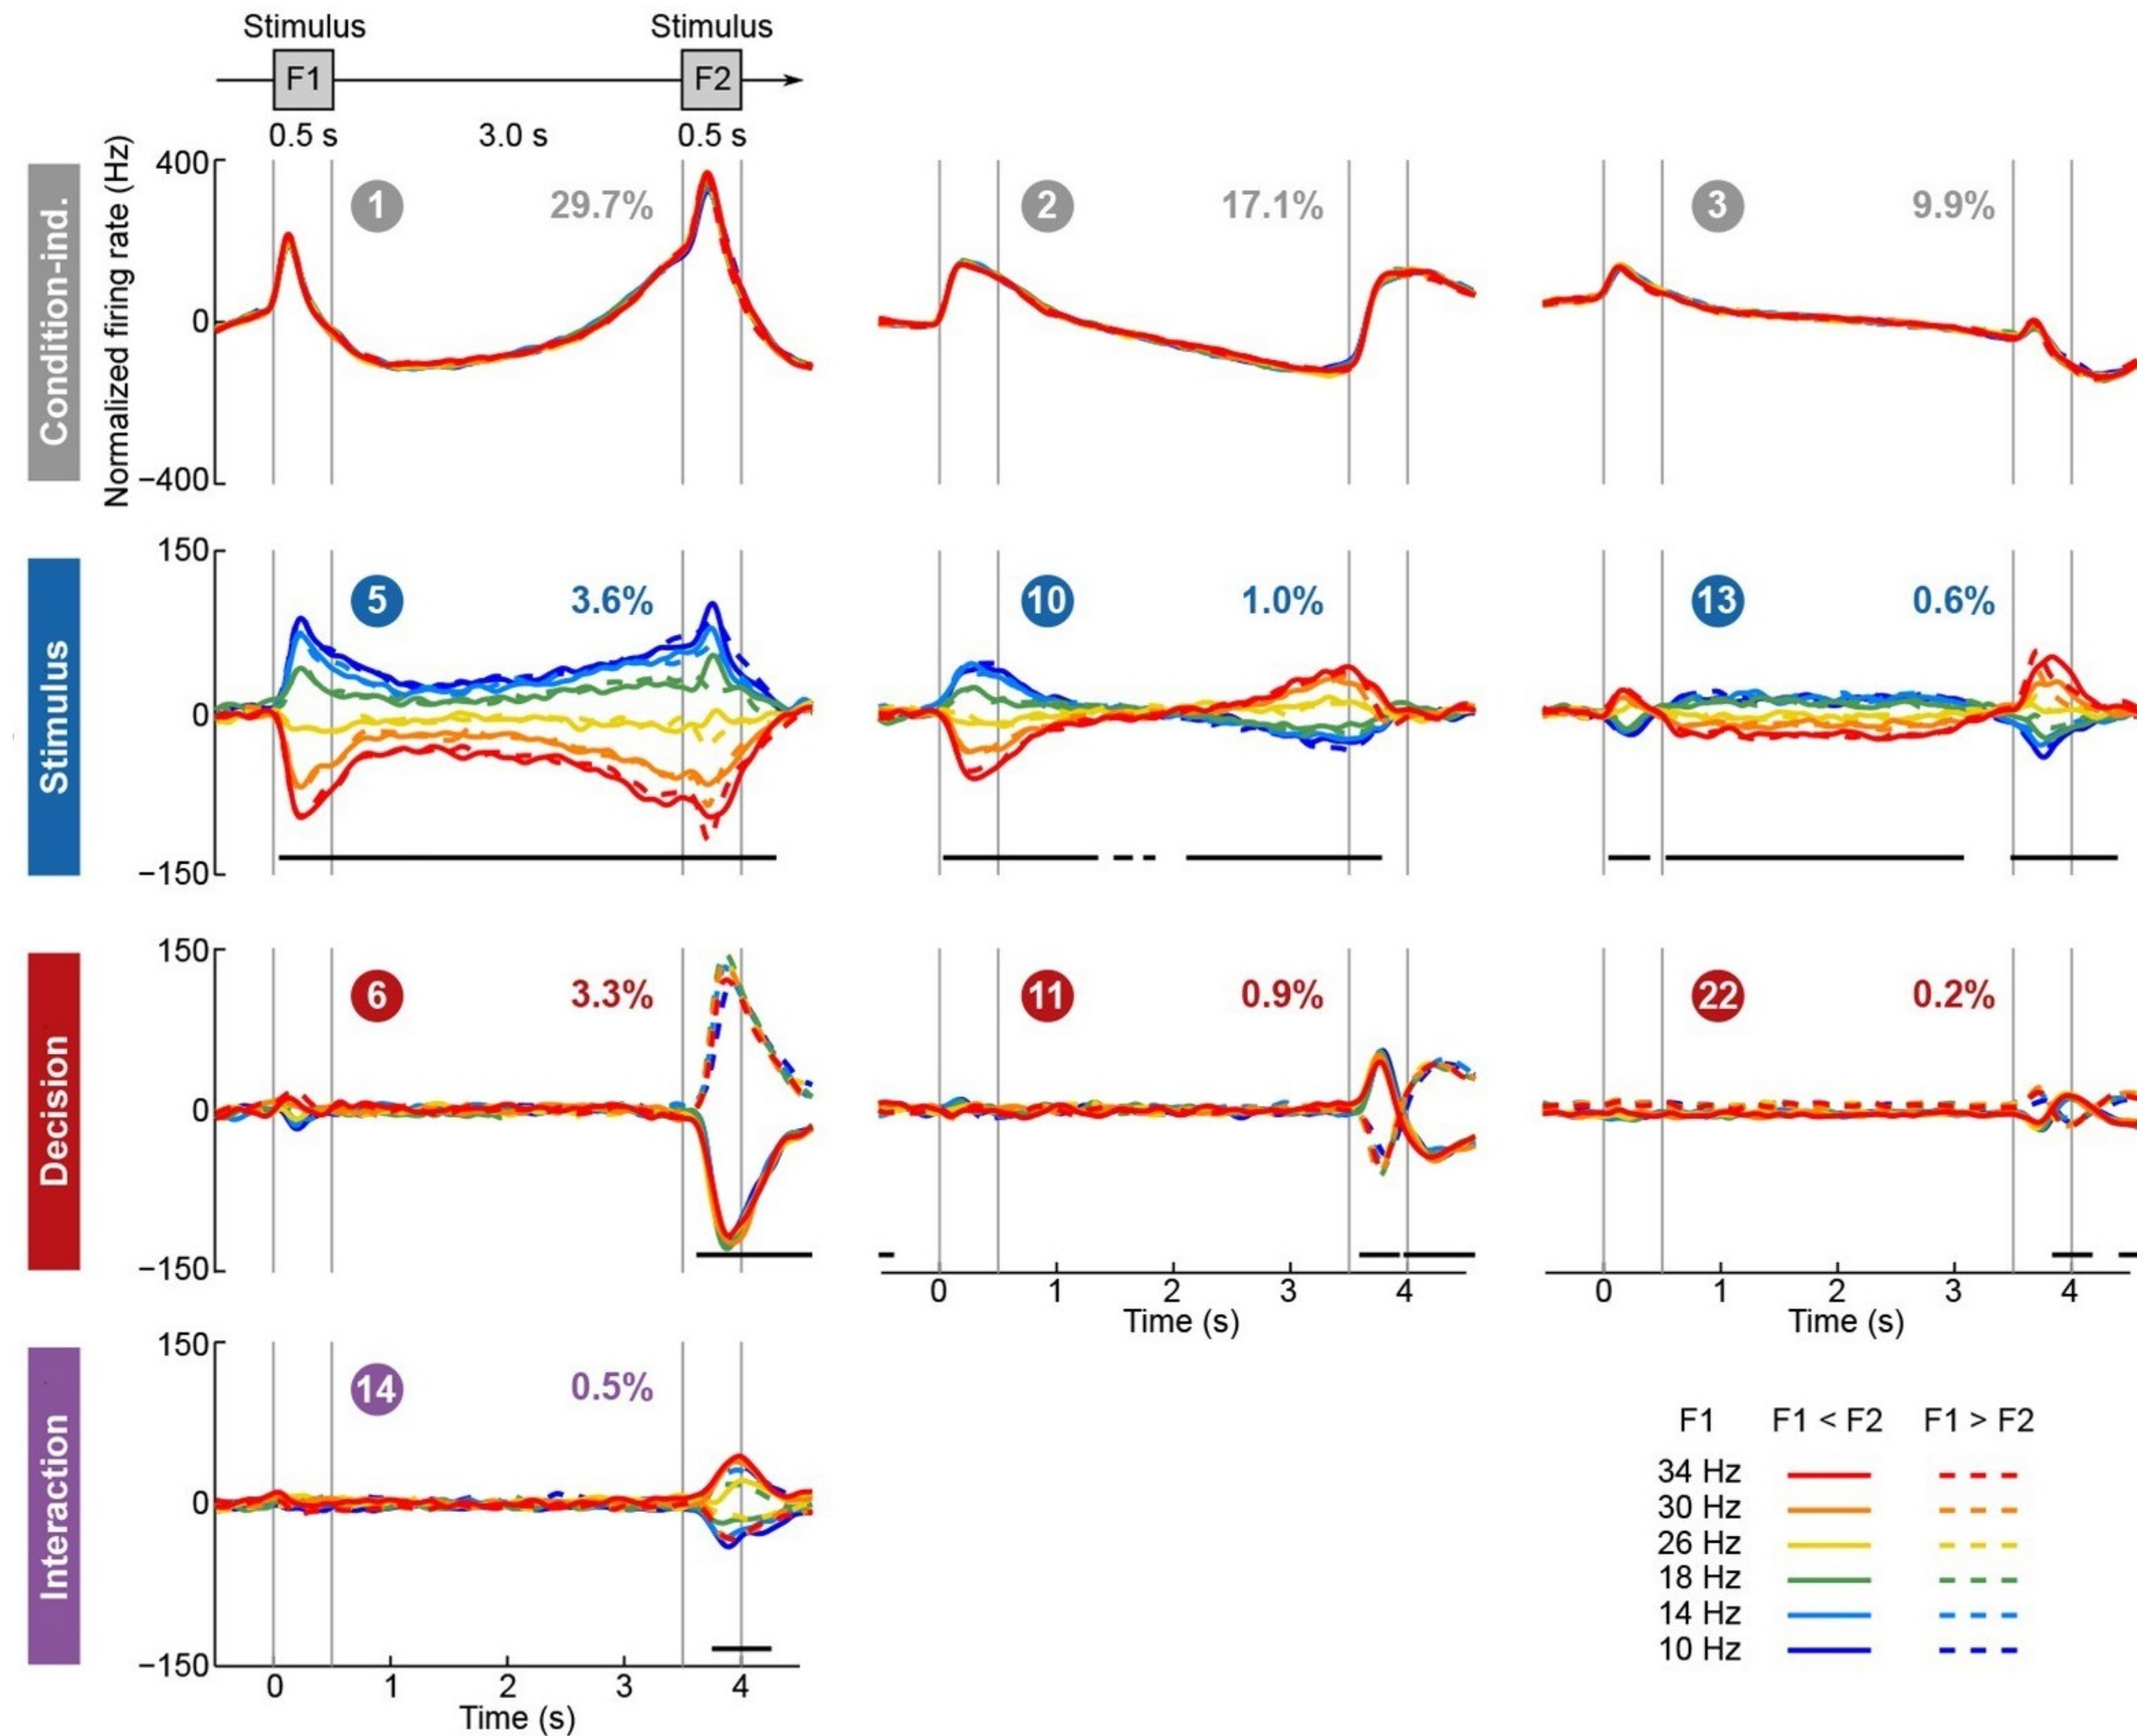 Stimulus Stimulus
F1 F2
0.5 s 3.0 s 0.5 s
Condition-ind.
Normalized firing rate (Hz)
400
0
−400
1 29.7%
2 17.1%
3 9.9%
Stimulus
150
0
−150
5 3.6%
10 1.0%
13 0.6%
Decision
150
0
−150
6 3.3%
11 0.9%
22 0.2%
0 1 2 3 4
Time (s)
0 1 2 3 4
Time (s)
Interaction
150
0
−150
14 0.5%
0 1 2 3 4
Time (s)
F1 F1 < F2 F1 > F2
34 Hz
30 Hz
26 Hz
18 Hz
14 Hz
10 Hz